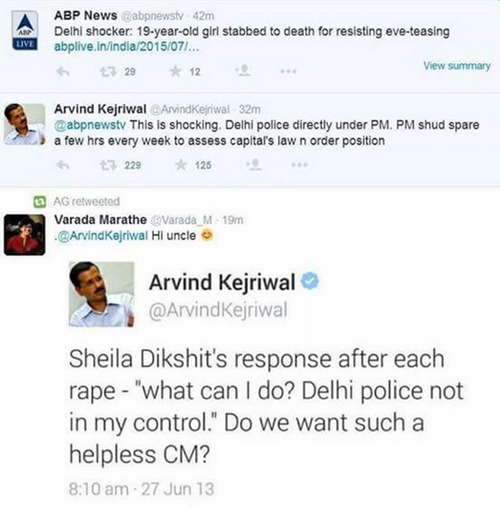 ABP News @abpnewstv · 42m
Delhi shocker: 19-year-old girl stabbed to death for resisting eve-teasing
abplive.in/india/2015/07/...
ABP
LIVE
29 12 View summary
Arvind Kejriwal @ArvindKejriwal · 32m
@abpnewstv This is shocking. Delhi police directly under PM. PM shud spare
a few hrs every week to assess capital's law n order position
229 125
AG retweeted
Varada Marathe @Varada_M · 19m
.@ArvindKejriwal Hi uncle 😊
Arvind Kejriwal
@ArvindKejriwal
Sheila Dikshit's response after each
rape - "what can I do? Delhi police not
in my control." Do we want such a
helpless CM?
8:10 am · 27 Jun 13